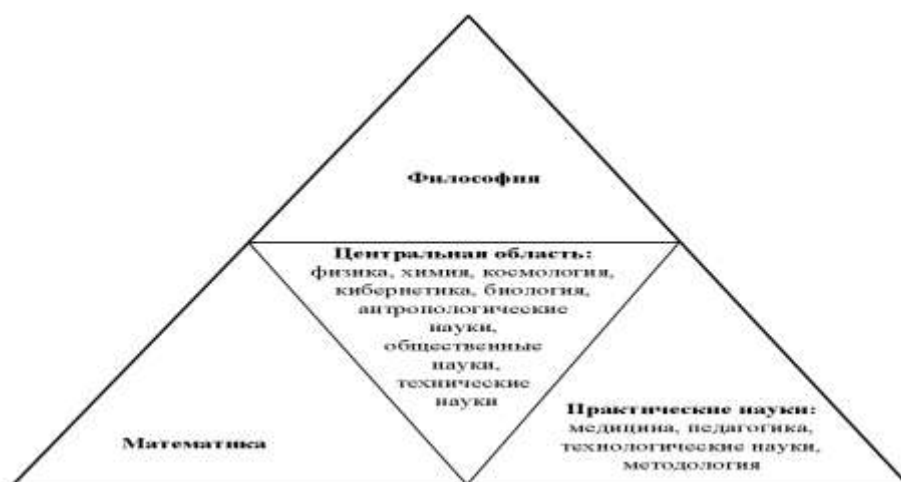 Философия
Центральная область:
физика, химия, космология,
кибернетика, биология,
антропологические
науки,
общественные
науки,
технические
науки
Математика
Практические науки:
медицина, педагогика,
технологические науки,
методология